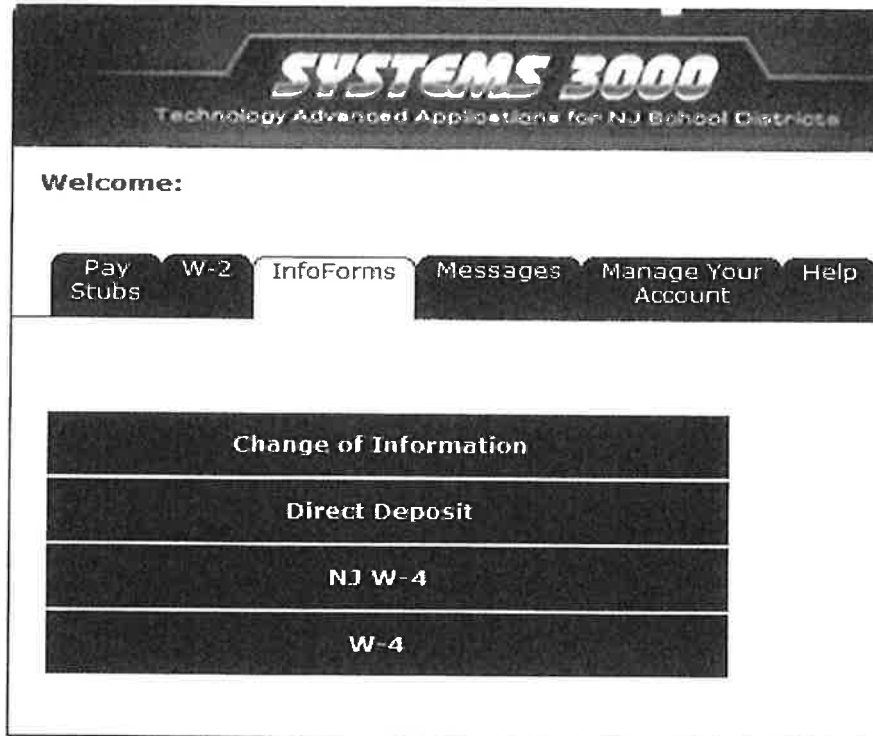 SYSTEMS 3000
Technology Advanced Applications for NJ School Districts
Welcome:
Pay Stubs
W-2
InfoForms
Messages
Manage Your Account
Help
Change of Information
Direct Deposit
NJ W-4
W-4